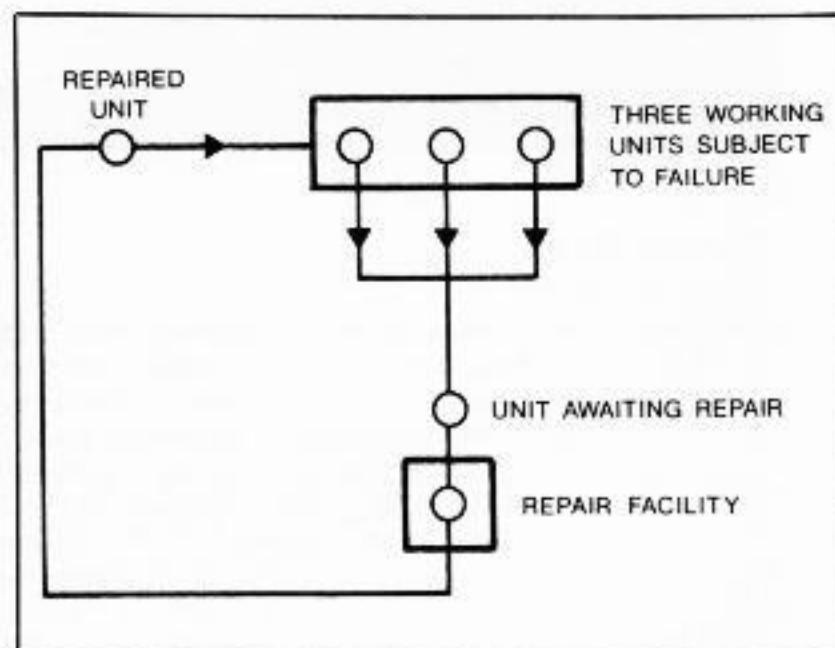 REPAIRED
UNIT
THREE WORKING
UNITS SUBJECT
TO FAILURE
UNIT AWAITING REPAIR
REPAIR FACILITY